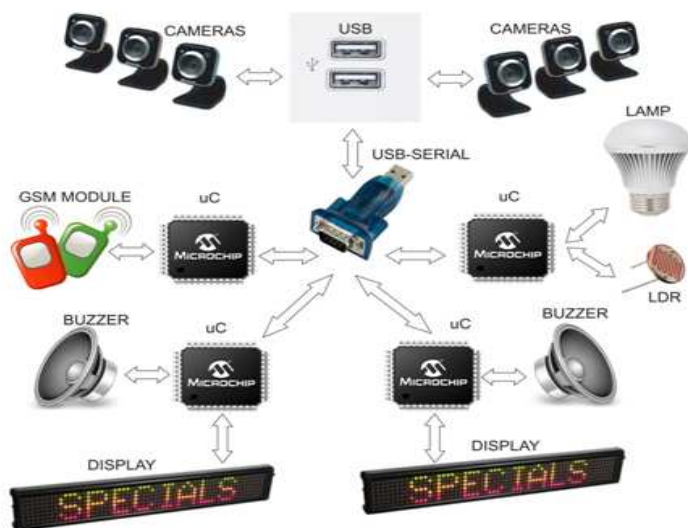 CAMERAS
USB
CAMERAS
LAMP
USB-SERIAL
GSM MODULE
uC
uC
MICROCHIP
MICROCHIP
LDR
BUZZER
uC
uC
BUZZER
MICROCHIP
MICROCHIP
DISPLAY
DISPLAY
SPECIALS
SPECIALS